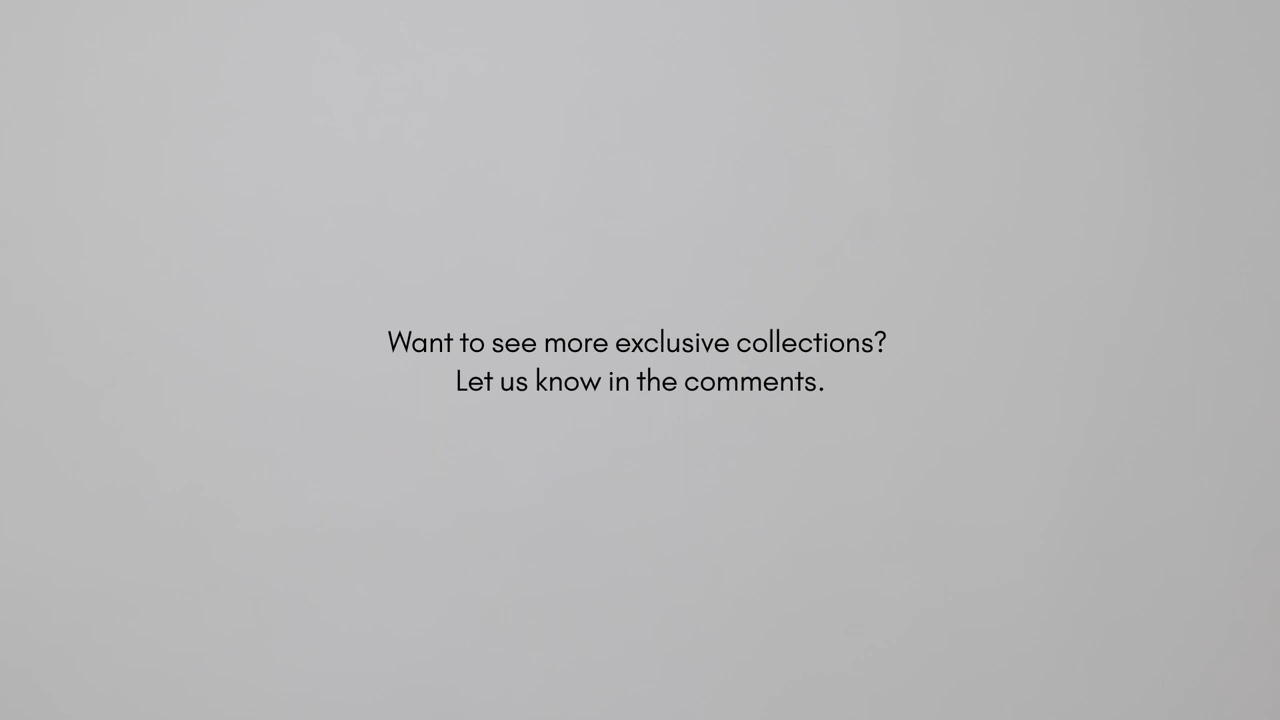 Want to see more exclusive collections?
Let us know in the comments.